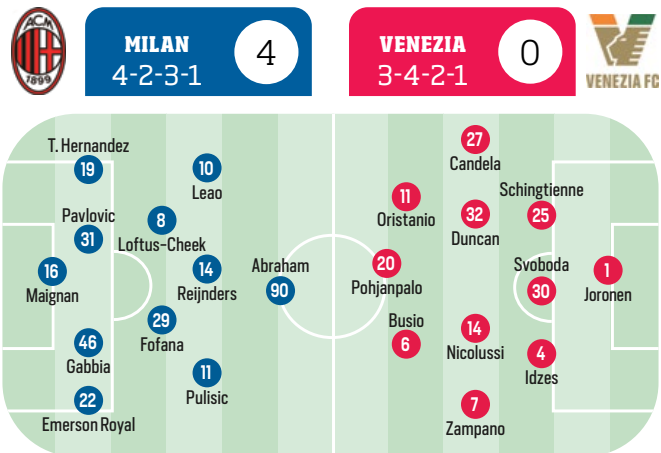 ACM
1899
MILAN
4-2-3-1
4
VENEZIA
3-4-2-1
0
VENEZIA FC
T. Hernandez
19
Pavlovic
31
16
Maignan
46
Gabbia
22
Emerson Royal
10
Leao
8
Loftus-Cheek
14
Reijnders
29
Fofana
11
Pulisic
Abraham
90
11
Oristanio
20
Pohjanpalo
Busio
6
27
Candela
32
Duncan
14
Nicolussi
7
Zampano
Schingtienne
25
Svoboda
30
4
Idzes
1
Joronen